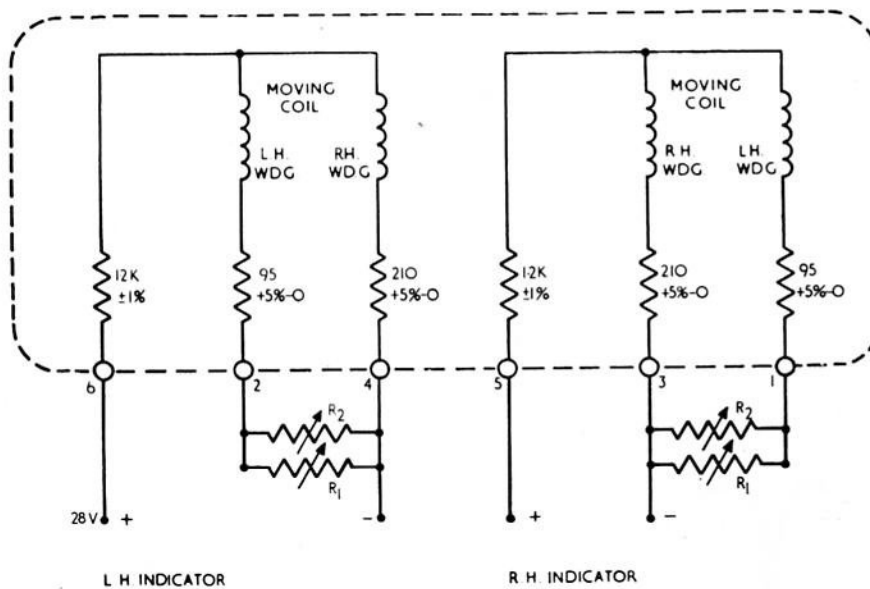 MOVING
COIL
L H.
WDG
RH.
WDG
12K
±1%
95
+5%-O
210
+5%-O
6
2
4
R2
R1
28V +
-
L H. INDICATOR
MOVING
COIL
R H.
WDG
LH.
WDG
1·2K
±1%
210
+5%-O
95
+5%-O
5
3
1
R2
R1
+
-
R H. INDICATOR